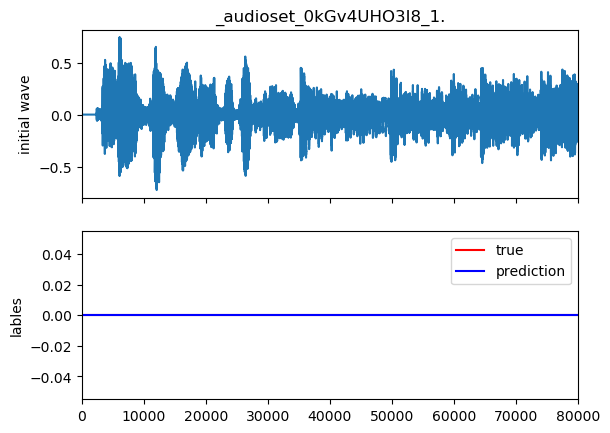 _audioset_0kGv4UHO3I8_1.
initial wave
0.5
0.0
−0.5
lables
0.04
0.02
0.00
−0.02
−0.04
true
prediction
0 10000 20000 30000 40000 50000 60000 70000 80000